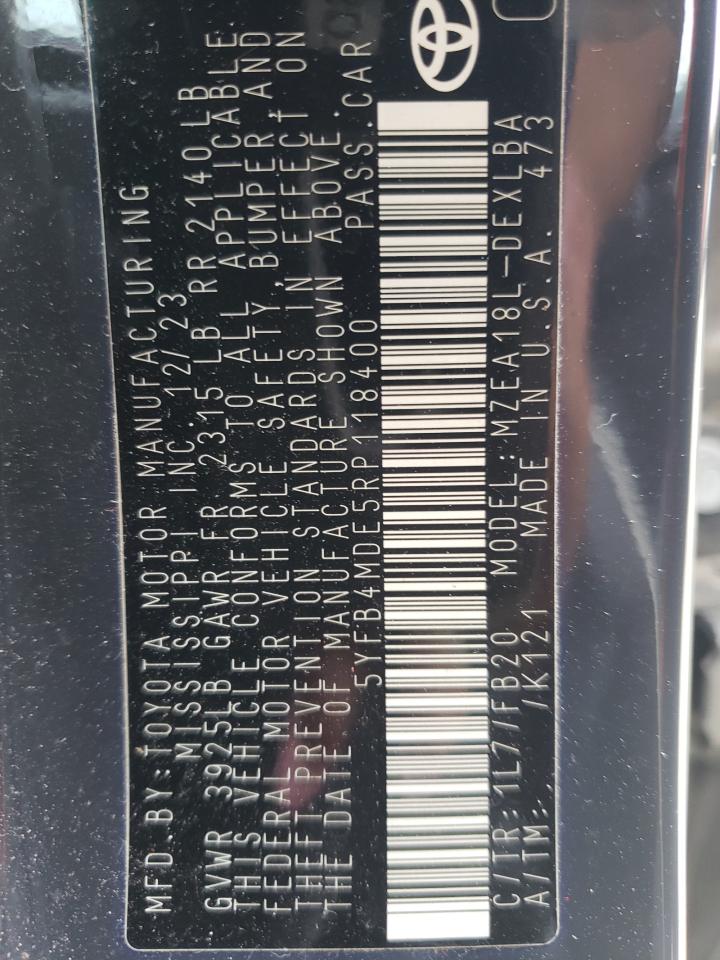 MFD.BY:TOYOTA MOTOR MANUFACTURING
MISSISSIPPI INC. 12/23
GVWR 3925LB GAWR FR 2315 LB RR 2140LB
THIS VEHICLE CONFORMS TO ALL APPLICABLE
FEDERAL MOTOR VEHICLE SAFETY, BUMPER AND
THEFT PREVENTION STANDARDS IN EFFECT ON
THE DATE OF MANUFACTURE SHOWN ABOVE.
5YFB4MDE5RP118400 PASS.CAR
C/TR:1L7/FB20 MODEL:MZEA18L-DEXLBA
A/TM: /K121 MADE IN U.S.A. 473